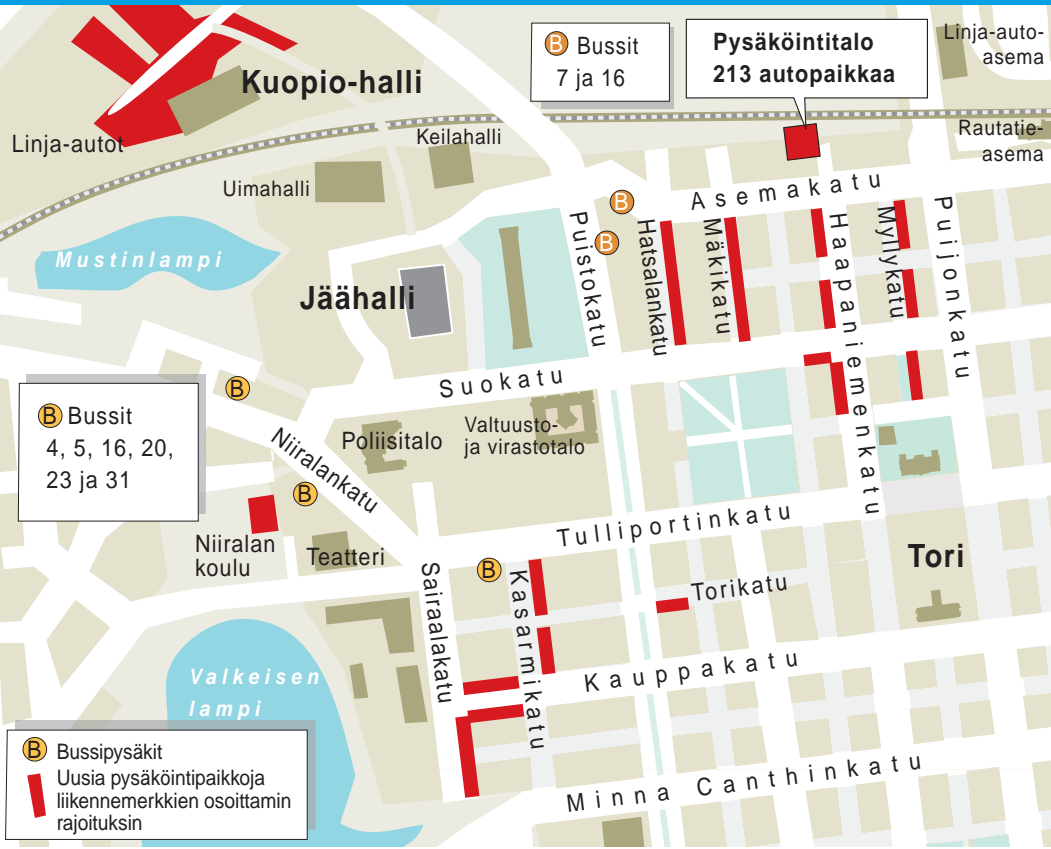 B Bussit
7 ja 16
Pysäköintitalo
213 autopaikkaa
Linja-auto-
asema
Kuopio-halli
Linja-autot
Keilahalli
Rautatie-
asema
Uimahalli
Asemakatu
B
B
Puistokatu
Hatsalankatu
Mäkikatu
Haapaniemenkatu
Myllykatu
Puijonkatu
Mustinlampi
Jäähalli
Suokatu
B
B Bussit
4, 5, 16, 20,
23 ja 31
Niiralankatu
Poliisitalo
Valtuusto-
ja virastotalo
B
Niiralan
koulu
Teatteri
Tulliportinkatu
Tori
B
Sairaalakatu
Kasarmikatu
Torikatu
Kauppakatu
Valkeisen
lampi
Minna Canthinkatu
B Bussipysäkit
Uusia pysäköintipaikkoja
liikennemerkkien osoittamin
rajoituksin